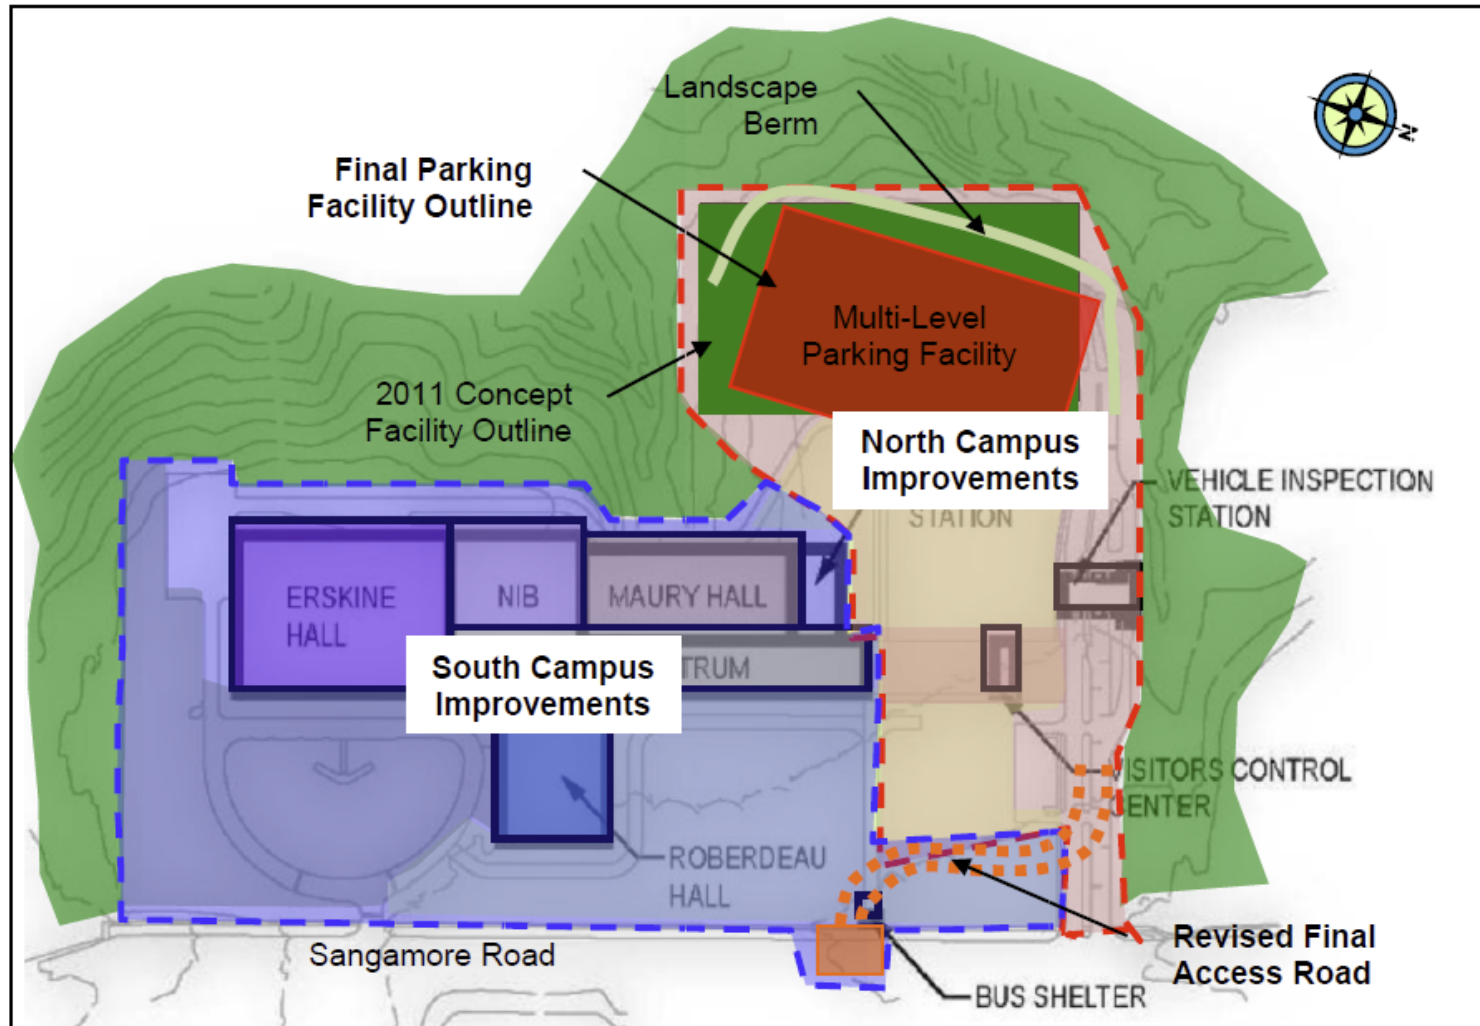 Landscape
Berm
N
Final Parking
Facility Outline
Multi-Level
Parking Facility
2011 Concept
Facility Outline
North Campus
Improvements
STATION
VEHICLE INSPECTION
STATION
ERSKINE
HALL
NIB
MAURY HALL
South Campus
Improvements
TRUM
VISITORS CONTROL
CENTER
ROBERDEAU
HALL
Sangamore Road
Revised Final
Access Road
BUS SHELTER